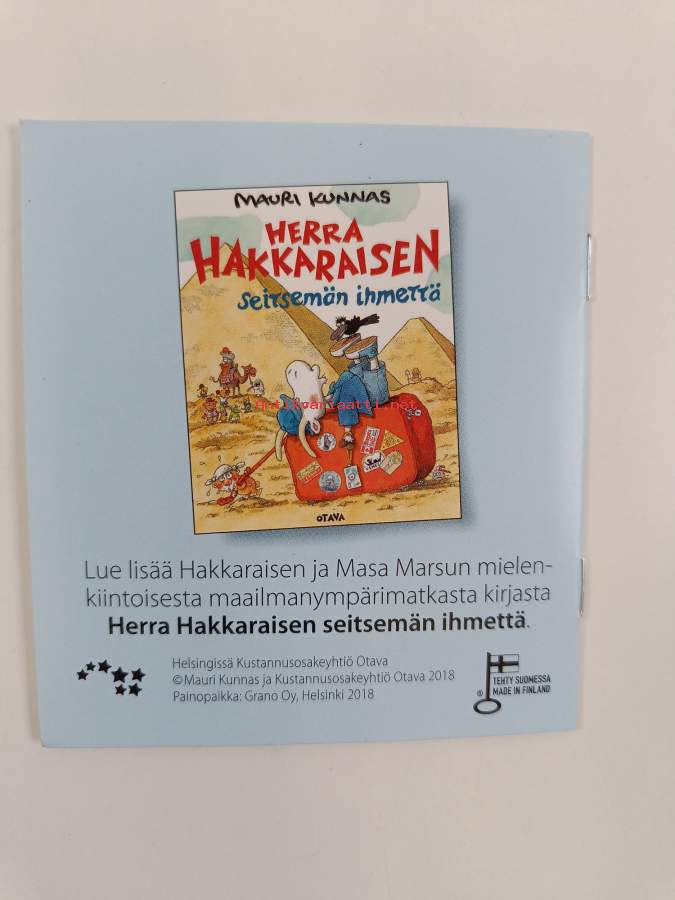 MAURI KUNNAS
HERRA
HAKKARAISEN
seitsemän ihmettä
Antikvariaatti.net
OTAVA
Lue lisää Hakkaraisen ja Masa Marsun mielen-
kiintoisesta maailmanympärimatkasta kirjasta
Herra Hakkaraisen seitsemän ihmettä.
Helsingissä Kustannusosakeyhtiö Otava
© Mauri Kunnas ja Kustannusosakeyhtiö Otava 2018
Painopaikka: Grano Oy, Helsinki 2018
TEHTY SUOMESSA
® MADE IN FINLAND